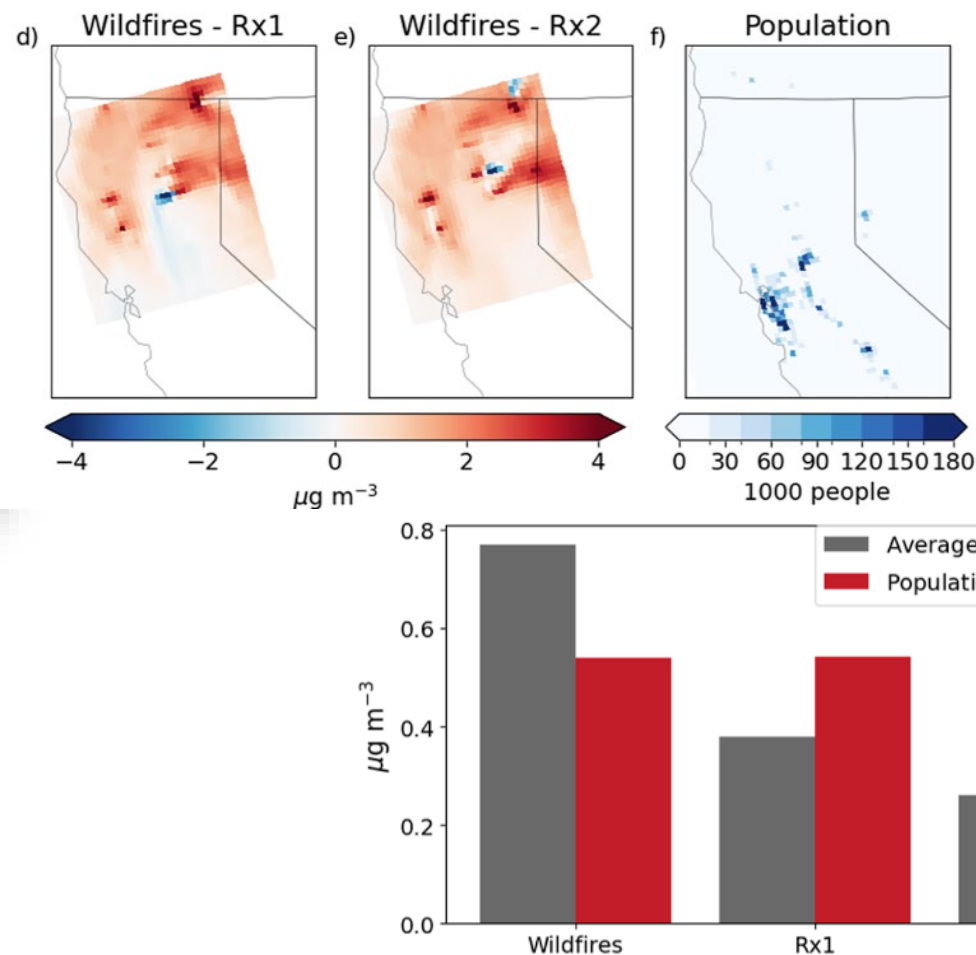 d) Wildfires - Rx1 e) Wildfires - Rx2 f) Population
−4 −2 0 2 4 0 30 60 90 120 150 180
μg m⁻³ 1000 people
0.8
0.6
0.4
0.2
0.0
μg m⁻³
Average
Populati
Wildfires Rx1